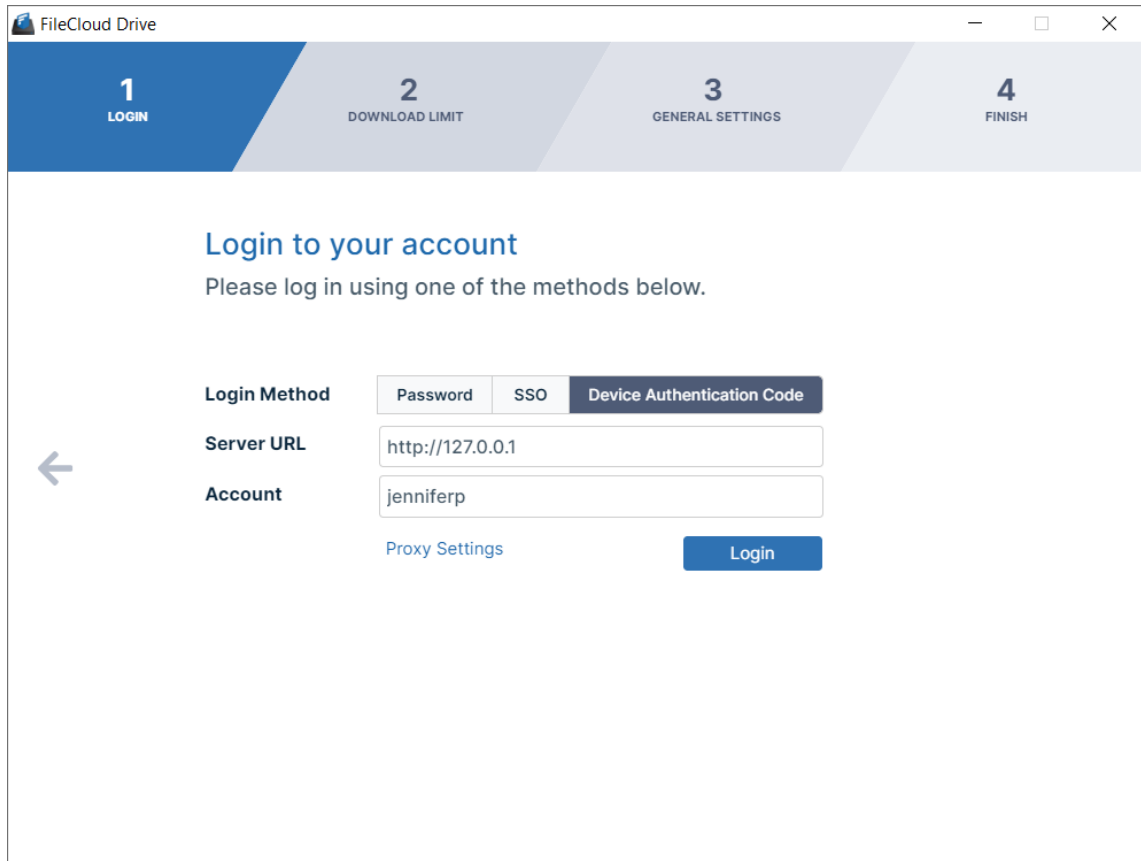 FileCloud Drive
1
LOGIN
2
DOWNLOAD LIMIT
3
GENERAL SETTINGS
4
FINISH
Login to your account
Please log in using one of the methods below.
Login Method Password SSO Device Authentication Code
Server URL http://127.0.0.1
Account jenniferp
Proxy Settings Login